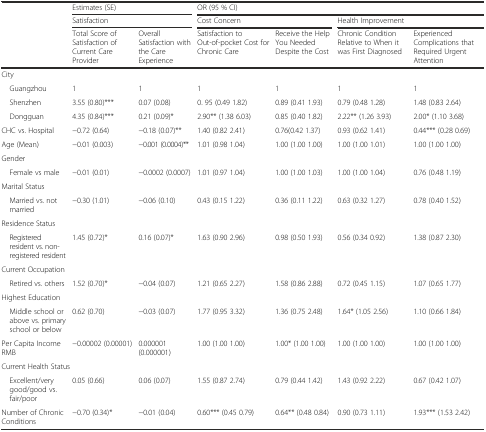 Estimates (SE) OR (95 % CI)
Satisfaction Cost Concern Health Improvement
Total Score of Satisfaction of Current Care Provider Overall Satisfaction with the Care Experience Satisfaction to Out-of-pocket Cost for Chronic Care Receive the Help You Needed Despite the Cost Chronic Condition Relative to When it was First Diagnosed Experienced Complications that Required Urgent Attention
City
Guangzhou 1 1 1 1 1 1
Shenzhen 3.55 (0.80)*** 0.07 (0.08) 0. 95 (0.49 1.82) 0.89 (0.41 1.93) 0.79 (0.48 1.28) 1.48 (0.83 2.64)
Dongguan 4.35 (0.84)*** 0.21 (0.09)* 2.90** (1.38 6.03) 0.85 (0.40 1.82) 2.22** (1.26 3.93) 2.00* (1.10 3.68)
CHC vs. Hospital −0.72 (0.64) −0.18 (0.07)** 1.40 (0.82 2.41) 0.76(0.42 1.37) 0.93 (0.62 1.41) 0.44*** (0.28 0.69)
Age (Mean) −0.01 (0.003) −0.001 (0.0004)** 1.01 (0.98 1.04) 1.00 (1.00 1.00) 1.00 (1.00 1.01) 1.00 (1.00 1.00)
Gender
Female vs male −0.01 (0.01) −0.0002 (0.0007) 1.01 (0.97 1.04) 1.00 (1.00 1.03) 1.00 (1.00 1.04) 0.76 (0.48 1.19)
Marital Status
Married vs. not married −0.30 (1.01) −0.06 (0.10) 0.43 (0.15 1.22) 0.36 (0.11 1.22) 0.63 (0.32 1.27) 0.78 (0.40 1.52)
Residence Status
Registered resident vs. non-registered resident 1.45 (0.72)* 0.16 (0.07)* 1.63 (0.90 2.96) 0.98 (0.50 1.93) 0.56 (0.34 0.92) 1.38 (0.87 2.30)
Current Occupation
Retired vs. others 1.52 (0.70)* −0.04 (0.07) 1.21 (0.65 2.27) 1.58 (0.86 2.88) 0.72 (0.45 1.15) 1.07 (0.65 1.77)
Highest Education
Middle school or above vs. primary school or below 0.62 (0.70) −0.03 (0.07) 1.77 (0.95 3.32) 1.36 (0.75 2.48) 1.64* (1.05 2.56) 1.10 (0.66 1.84)
Per Capita Income RMB −0.00002 (0.00001) 0.000001 (0.000001) 1.00 (1.00 1.00) 1.00* (1.00 1.00) 1.00 (1.00 1.00) 1.00 (1.00 1.00)
Current Health Status
Excellent/very good/good vs. fair/poor 0.05 (0.66) 0.06 (0.07) 1.55 (0.87 2.74) 0.79 (0.44 1.42) 1.43 (0.92 2.22) 0.67 (0.42 1.07)
Number of Chronic Conditions −0.70 (0.34)* −0.01 (0.04) 0.60*** (0.45 0.79) 0.64** (0.48 0.84) 0.90 (0.73 1.11) 1.93*** (1.53 2.42)